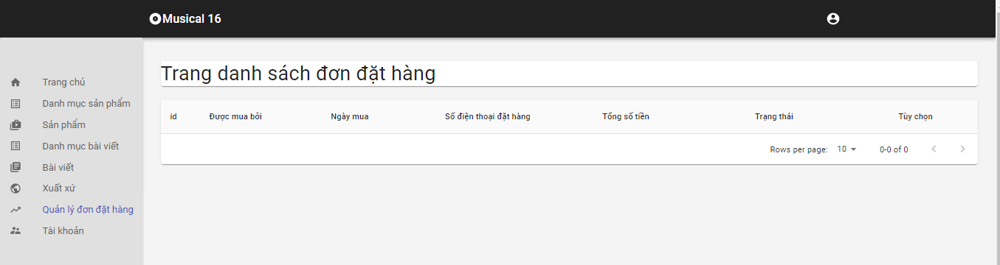 Musical 16
Trang chủ
Danh mục sản phẩm
Sản phẩm
Danh mục bài viết
Bài viết
Xuất xứ
Quản lý đơn đặt hàng
Tài khoản
Trang danh sách đơn đặt hàng
id Được mua bởi Ngày mua Số điện thoại đặt hàng Tổng số tiền Trạng thái Tùy chọn
Rows per page: 10 0-0 of 0